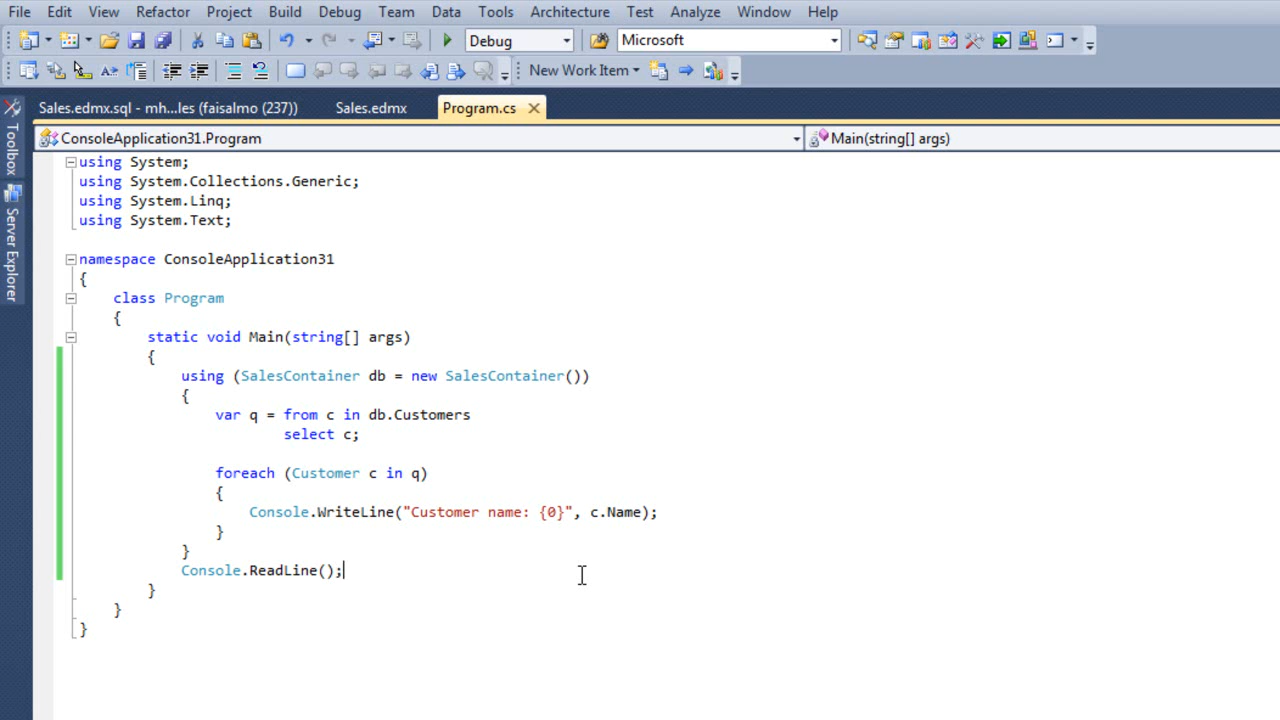 File Edit View Refactor Project Build Debug Team Data Tools Architecture Test Analyze Window Help
Debug Microsoft
New Work Item
Sales.edmx.sql - mh...les (faisalmo (237)) Sales.edmx Program.cs
ConsoleApplication31.Program Main(string[] args)
Toolbox
Server Explorer
using System;
using System.Collections.Generic;
using System.Linq;
using System.Text;
namespace ConsoleApplication31
{
class Program
{
static void Main(string[] args)
{
using (SalesContainer db = new SalesContainer())
{
var q = from c in db.Customers
select c;
foreach (Customer c in q)
{
Console.WriteLine("Customer name: {0}", c.Name);
}
}
Console.ReadLine();
}
}
}